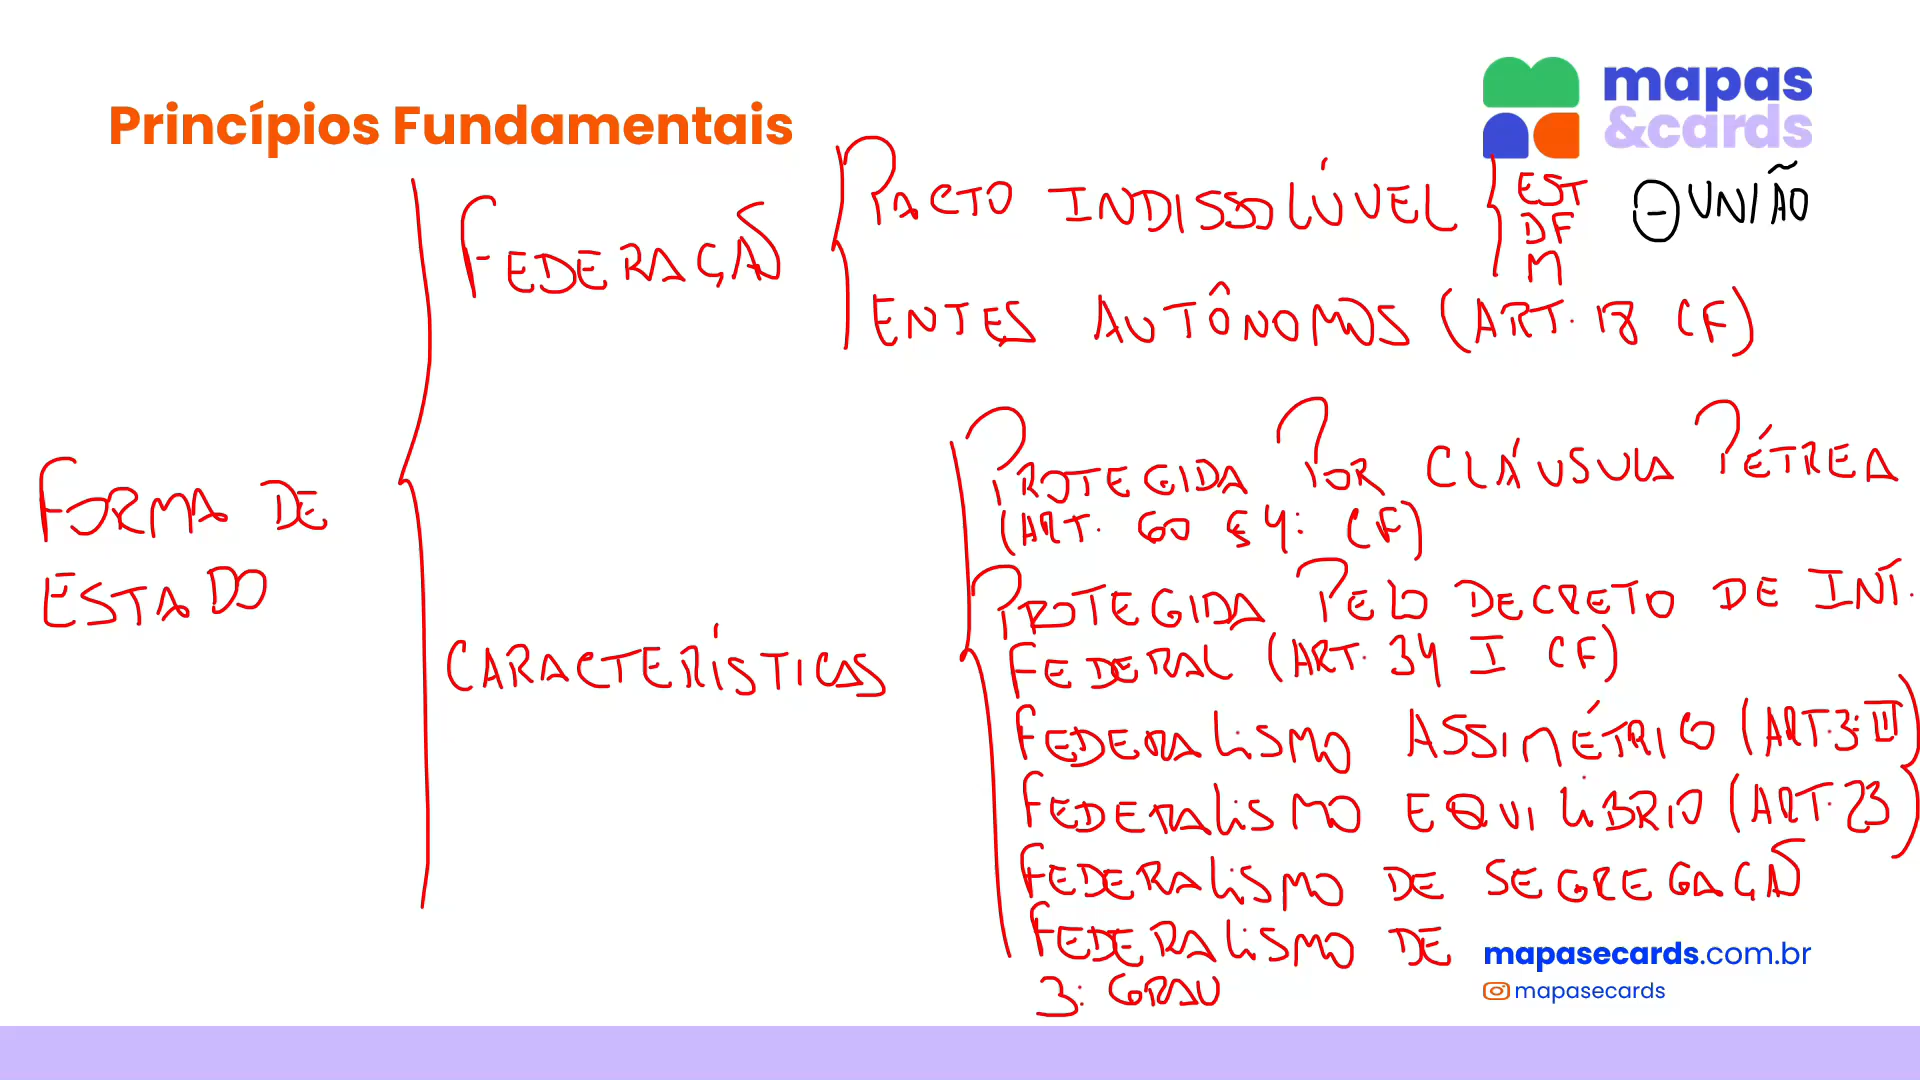 Princípios Fundamentais
mapas
&cards
FORMA DE
ESTADO
FEDERAÇÃO
PACTO INDISSOLÚVEL
EST
DF
M
- UNIÃO
ENTES AUTÔNOMOS (ART. 18 CF)
CARACTERÍSTICAS
PROTEGIDA POR CLÁUSULA PÉTREA
(ART. 60 §4º CF)
PROTEGIDA PELO DECRETO DE INT.
FEDERAL (ART. 34 I CF)
FEDERALISMO ASSIMÉTRICO (ART. 3º III)
FEDERALISMO EQUILÍBRIO (ART. 23)
FEDERALISMO DE SEGREGAÇÃO
FEDERALISMO DE
3º GRAU
mapasecards.com.br
mapasecards